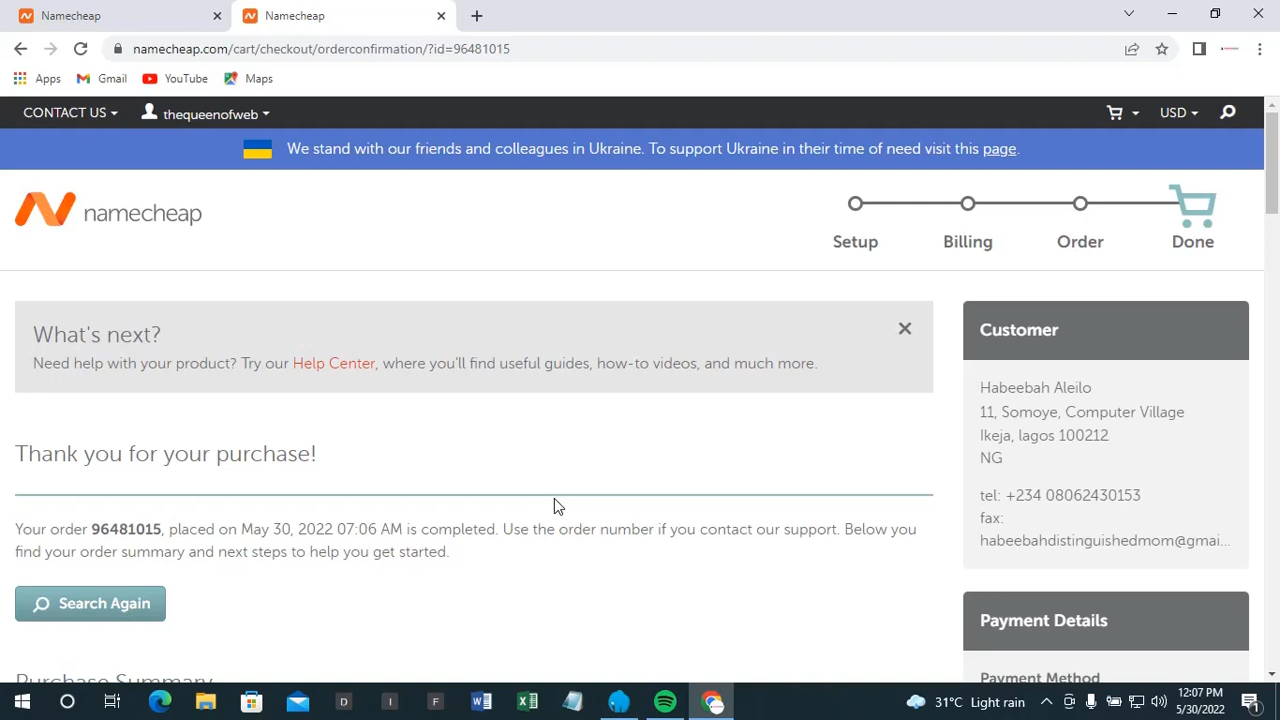 Namecheap
Namecheap
namecheap.com/cart/checkout/orderconfirmation/?id=96481015
Apps
Gmail
YouTube
Maps
CONTACT US
thequeenofweb
USD
We stand with our friends and colleagues in Ukraine. To support Ukraine in their time of need visit this page.
namecheap
Setup
Billing
Order
Done
What's next?
Need help with your product? Try our Help Center, where you'll find useful guides, how-to videos, and much more.
Thank you for your purchase!
Your order 96481015, placed on May 30, 2022 07:06 AM is completed. Use the order number if you contact our support. Below you
find your order summary and next steps to help you get started.
Search Again
Purchase Summary
Customer
Habeebah Aleilo
11, Somoye, Computer Village
Ikeja, lagos 100212
NG
tel: +234 08062430153
fax:
habeebahdistinguishedmom@gmai...
Payment Details
Payment Method
D
I
F
31°C Light rain
12:07 PM
5/30/2022
1